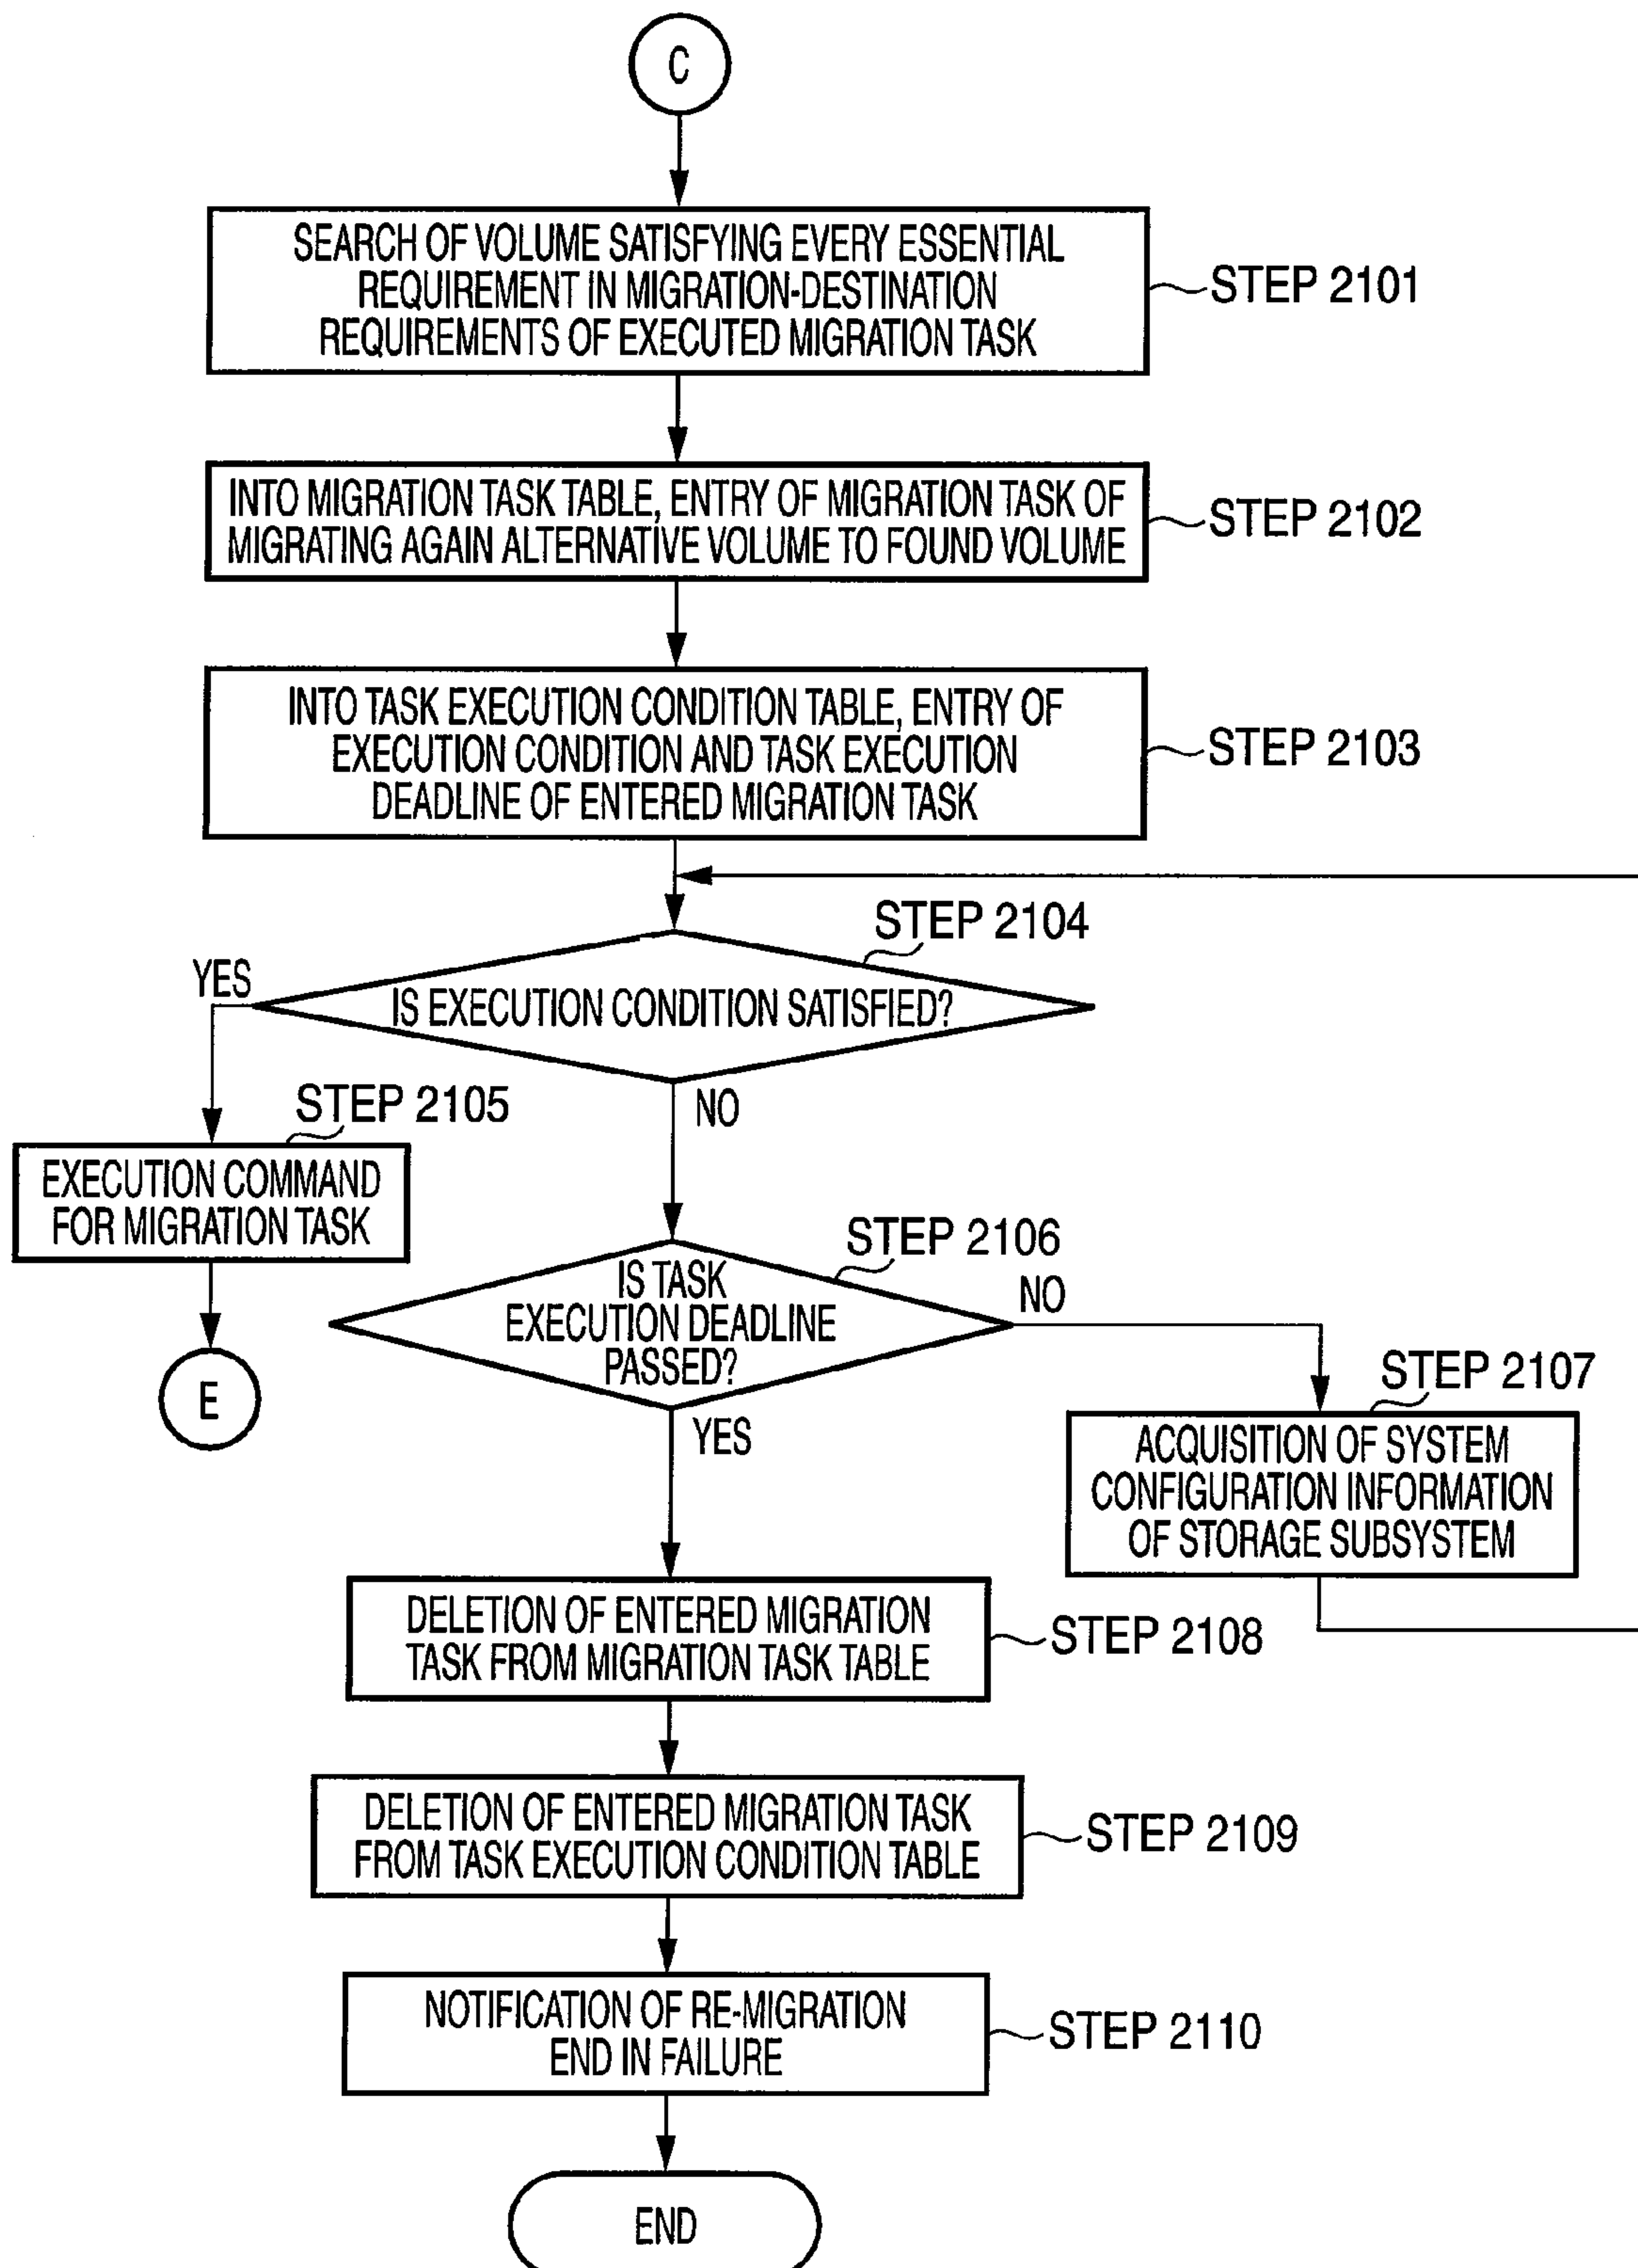 C
SEARCH OF VOLUME SATISFYING EVERY ESSENTIAL
REQUIREMENT IN MIGRATION-DESTINATION
REQUIREMENTS OF EXECUTED MIGRATION TASK
STEP 2101
INTO MIGRATION TASK TABLE, ENTRY OF MIGRATION TASK OF
MIGRATING AGAIN ALTERNATIVE VOLUME TO FOUND VOLUME
STEP 2102
INTO TASK EXECUTION CONDITION TABLE, ENTRY OF
EXECUTION CONDITION AND TASK EXECUTION
DEADLINE OF ENTERED MIGRATION TASK
STEP 2103
STEP 2104
YES
IS EXECUTION CONDITION SATISFIED?
NO
STEP 2105
EXECUTION COMMAND
FOR MIGRATION TASK
E
STEP 2106
IS TASK
EXECUTION DEADLINE
PASSED?
NO
YES
STEP 2107
ACQUISITION OF SYSTEM
CONFIGURATION INFORMATION
OF STORAGE SUBSYSTEM
DELETION OF ENTERED MIGRATION
TASK FROM MIGRATION TASK TABLE
STEP 2108
DELETION OF ENTERED MIGRATION TASK
FROM TASK EXECUTION CONDITION TABLE
STEP 2109
NOTIFICATION OF RE-MIGRATION
END IN FAILURE
STEP 2110
END